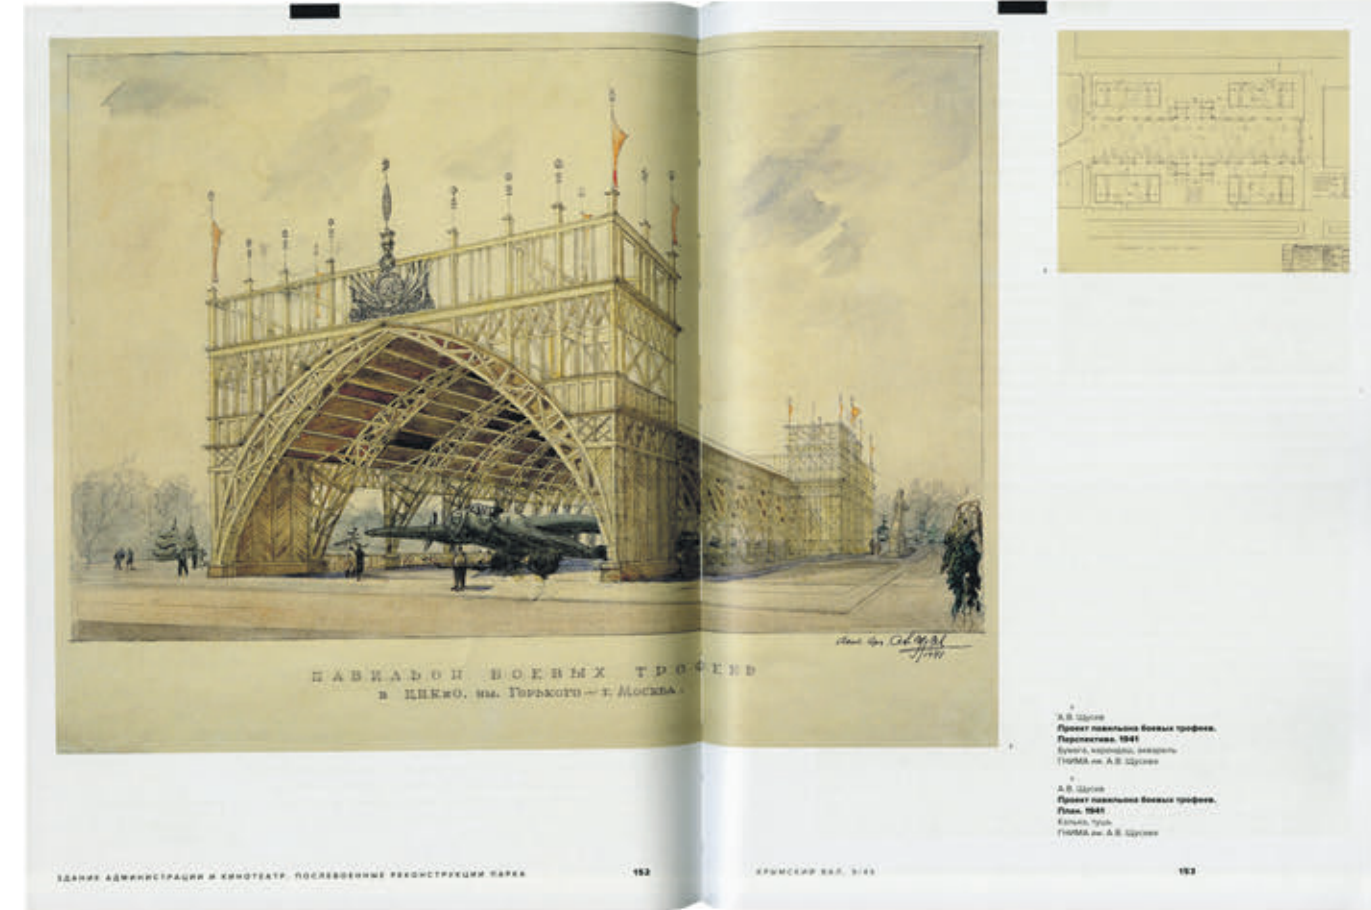 ПАВИЛЬОН БОЕВЫХ ТРОФЕЕВ
в Ц.П.КиО. им. Горького — г. Москва.
А.В. Щусев
Проект павильона боевых трофеев.
Перспектива. 1941
Бумага, карандаш, акварель
ГНИМА им. А.В. Щусева
А.В. Щусев
Проект павильона боевых трофеев.
План. 1941
Калька, тушь
ГНИМА им. А.В. Щусева
ЗДАНИЕ АДМИНИСТРАЦИИ И КИНОТЕАТР. ПОСЛЕВОЕННЫЕ РЕКОНСТРУКЦИИ ПАРКА
152
КРЫМСКИЙ ВАЛ, 9/45
153